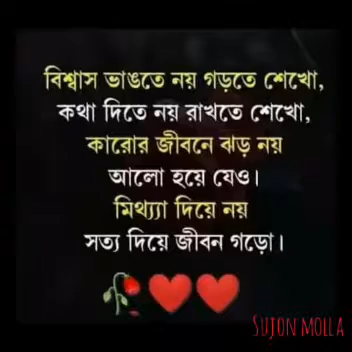 বিশ্বাস ভাঙতে নয় গড়তে শেখো,
কথা দিতে নয় রাখতে শেখো,
কারোর জীবনে ঝড় নয়
আলো হয়ে যেও।
মিথ্যা দিয়ে নয়
সত্য দিয়ে জীবন গড়ো।
SUJON MOLLA